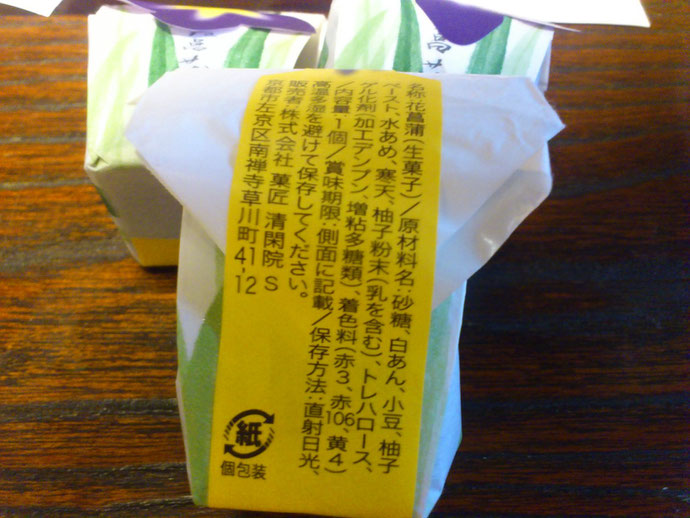 名称:花菖蒲(生菓子)/原材料名:砂糖、白あん、小豆、柚子
ペースト、水あめ、寒天、柚子粉末(乳を含む)、トレハロース、
ゲル化剤(加工デンプン、増粘多糖類)、着色料(赤3、赤106、黄4)
/内容量:1個/賞味期限:側面に記載/保存方法:直射日光、
高温多湿を避けて保存してください。
販売者:株式会社 菓匠 清閑院 S
京都市左京区南禅寺草川町41-12
紙
個包装